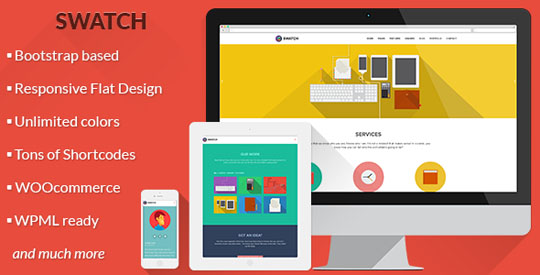 SWATCH
Bootstrap based
Responsive Flat Design
Unlimited colors
Tons of Shortcodes
WOOcommerce
WPML ready
and much more
SWATCH
SERVICES
OUR WORK
GOT AN IDEA?